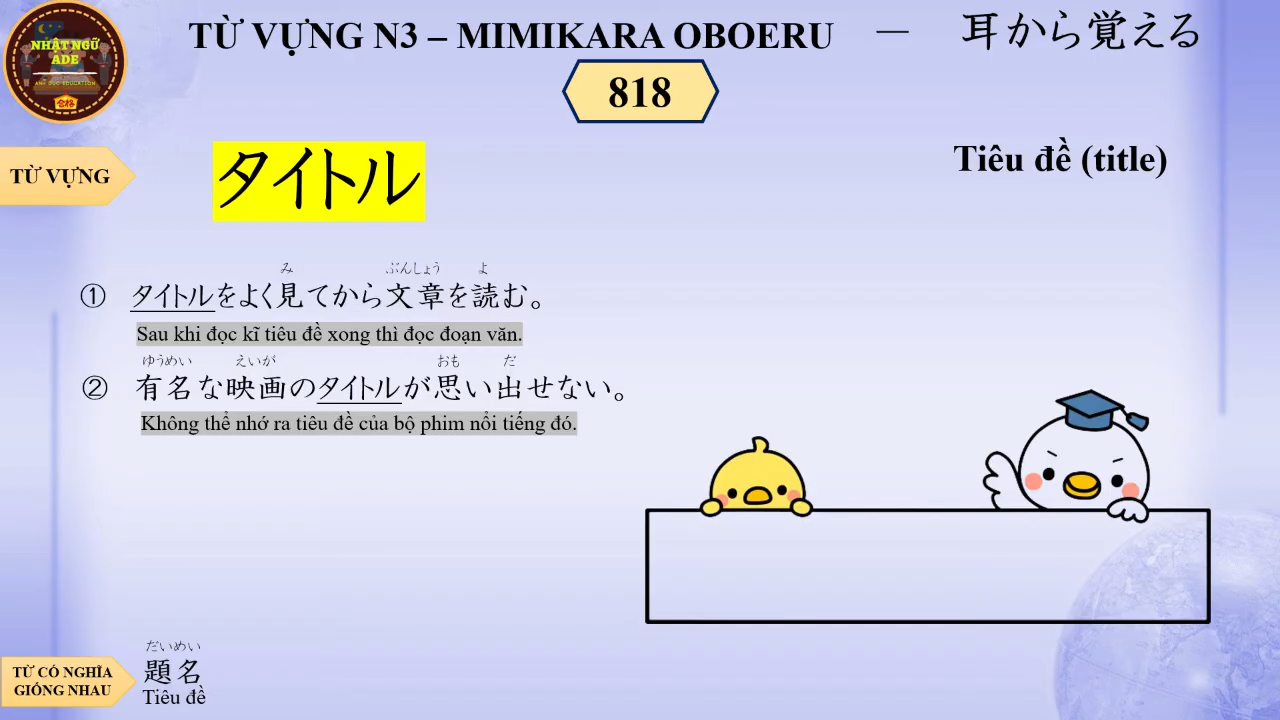 NHẬT NGỮ
ADE
ANH DUC EDUCATION
合格
TỪ VỰNG N3 – MIMIKARA OBOERU — 耳から覚える
818
TỪ VỰNG
タイトル
Tiêu đề (title)
み ぶんしょう よ
① タイトルをよく見てから文章を読む。
Sau khi đọc kĩ tiêu đề xong thì đọc đoạn văn.
ゆうめい えいが おも だ
② 有名な映画のタイトルが思い出せない。
Không thể nhớ ra tiêu đề của bộ phim nổi tiếng đó.
だいめい
TỪ CÓ NGHĨA
GIỐNG NHAU
題名
Tiêu đề